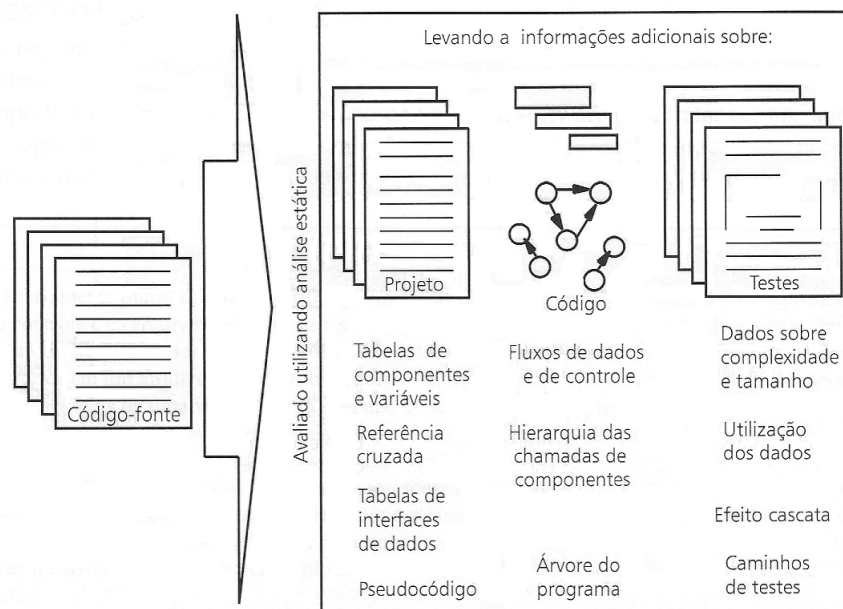 Código-fonte
Avaliado utilizando análise estática
Levando a informações adicionais sobre:
Projeto
Tabelas de
componentes
e variáveis
Referência
cruzada
Tabelas de
interfaces
de dados
Pseudocódigo
Código
Fluxos de dados
e de controle
Hierarquia das
chamadas de
componentes
Árvore do
programa
Testes
Dados sobre
complexidade
e tamanho
Utilização
dos dados
Efeito cascata
Caminhos
de testes